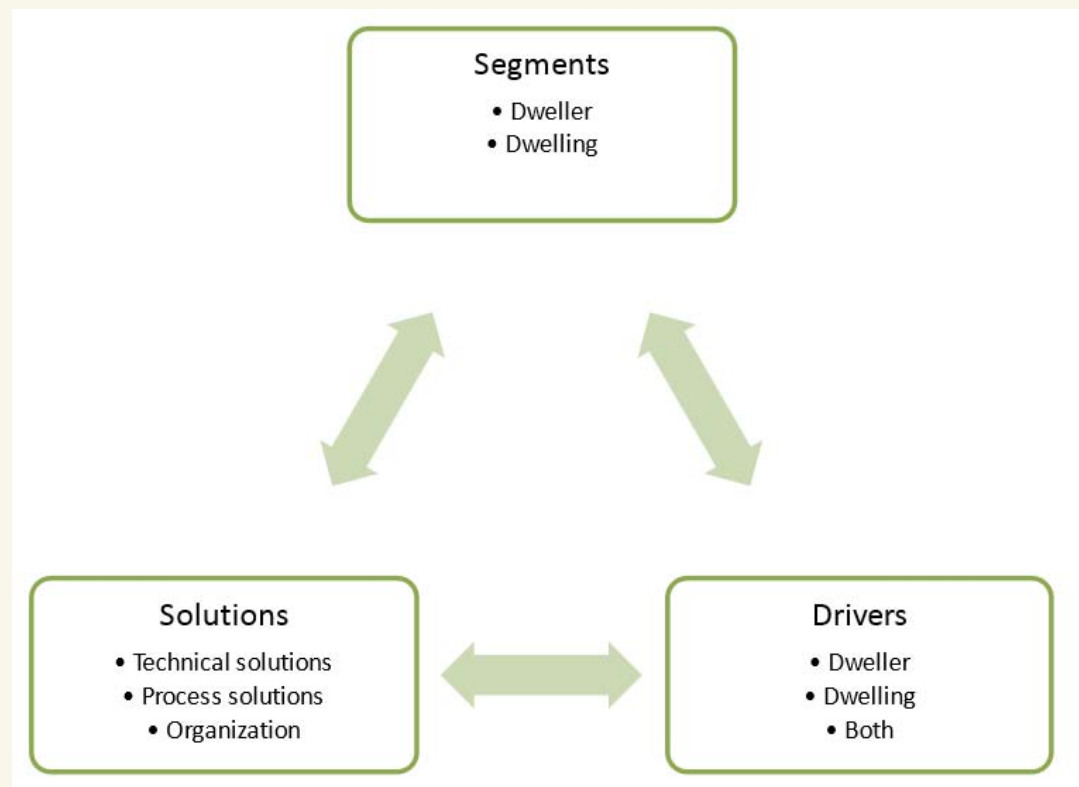 Segments
• Dweller
• Dwelling
Solutions
• Technical solutions
• Process solutions
• Organization
Drivers
• Dweller
• Dwelling
• Both